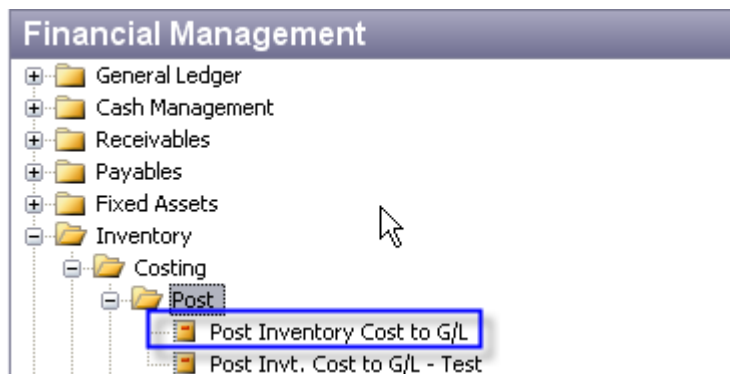 Financial Management
General Ledger
Cash Management
Receivables
Payables
Fixed Assets
Inventory
Costing
Post
Post Inventory Cost to G/L
Post Invt. Cost to G/L - Test